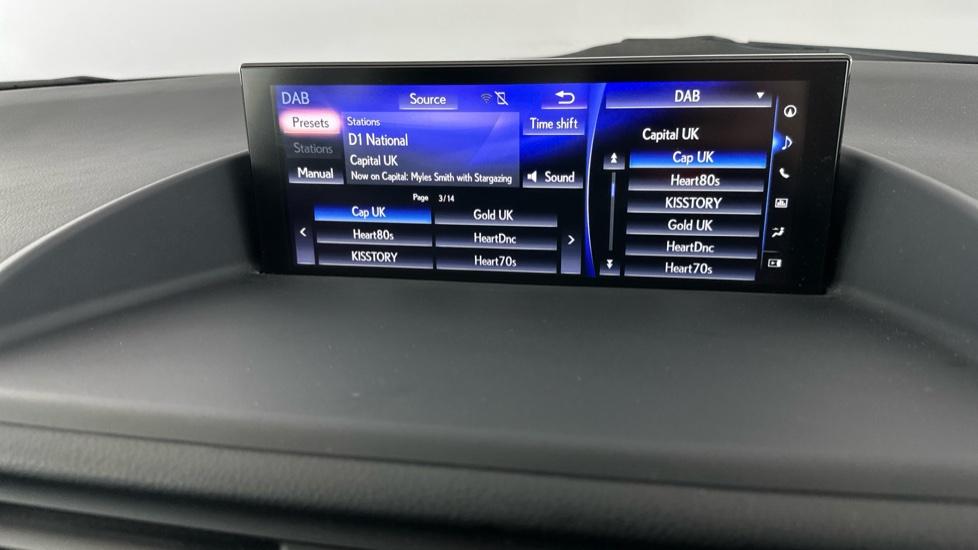 DAB
Source
Time shift
Presets
Stations
Stations
D1 National
Manual
Capital UK
Now on Capital: Myles Smith with Stargazing
Sound
Page 3/14
Cap UK
Gold UK
Heart80s
HeartDnc
KISSTORY
Heart70s
DAB
Capital UK
Cap UK
Heart80s
KISSTORY
Gold UK
HeartDnc
Heart70s